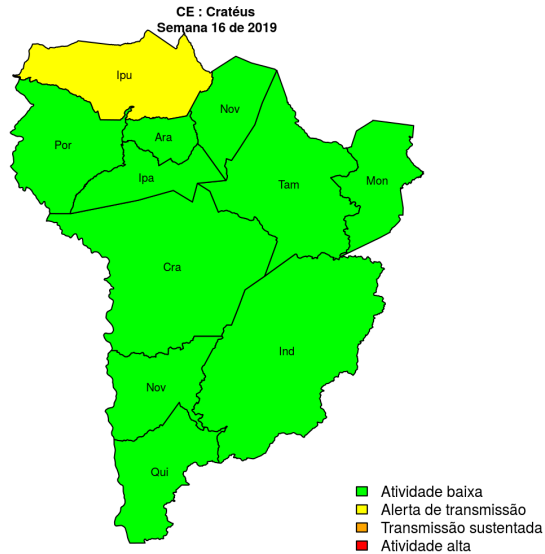 CE : Cratéus
Semana 16 de 2019
Ipu
Nov
Ara
Por
Ipa
Mon
Tam
Cra
Ind
Nov
Qui
Atividade baixa
Alerta de transmissão
Transmissão sustentada
Atividade alta